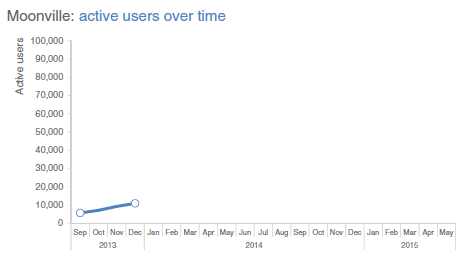 Moonville: active users over time
Active users
100,000
90,000
80,000
70,000
60,000
50,000
40,000
30,000
20,000
10,000
0
Sep Oct Nov Dec Jan Feb Mar Apr May Jun Jul Aug Sep Oct Nov Dec Jan Feb Mar Apr May
2013 2014 2015